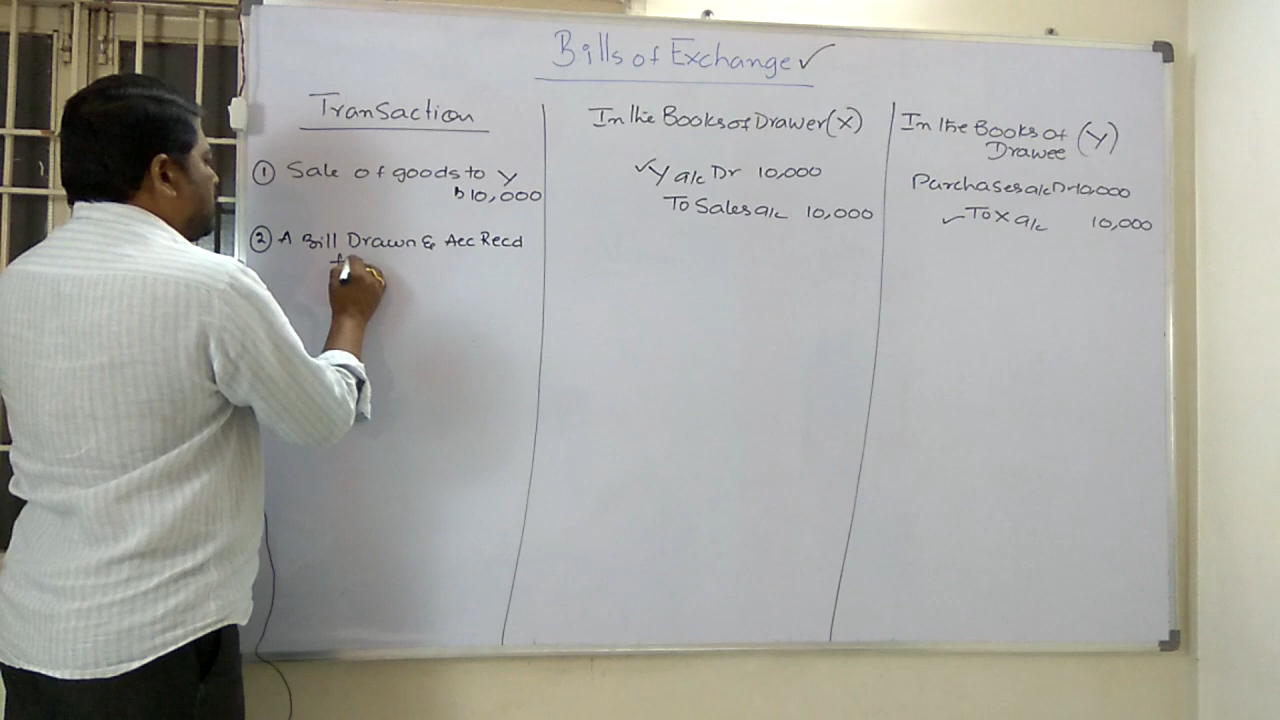 Bills of Exchange ✓
Transaction
① Sale of goods to Y
10,000
② A Bill Drawn & Acc Recd
In the Books of Drawer (X)
✓ Y a/c Dr 10,000
To Sales a/c 10,000
In the Books of (Y)
Drawee
Purchases a/c Dr 10,000
✓ To X a/c 10,000